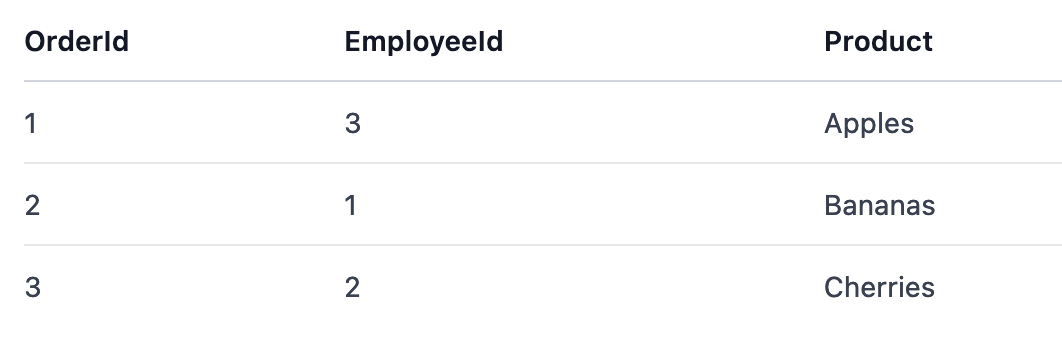 OrderId EmployeeId Product
1 3 Apples
2 1 Bananas
3 2 Cherries